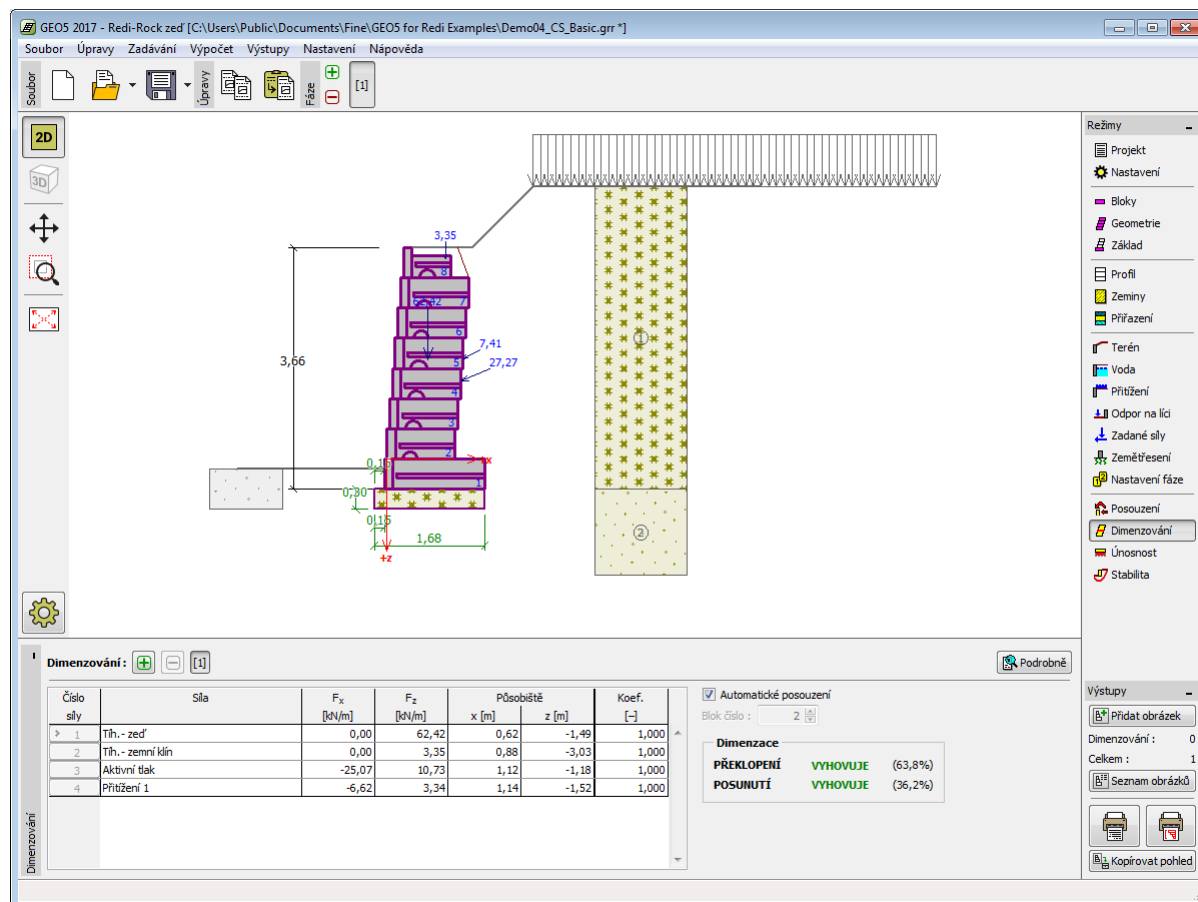 GEO5 2017 - Redi-Rock zeď [C:\Users\Public\Documents\Fine\GEO5 for Redi Examples\Demo04_CS_Basic.grr *]
Soubor Úpravy Zadávání Výpočet Výstupy Nastavení Nápověda
Soubor
Úpravy
Fáze
[1]
2D
3D
3,35
8
62,42 7
6
7,41
5
27,27
3,66
4
3
2
0,16
+x
1
0,30
0,15
1,68
+z
1
2
Režimy
Projekt
Nastavení
Bloky
Geometrie
Základ
Profil
Zeminy
Přiřazení
Terén
Voda
Přitížení
Odpor na líci
Zadané síly
Zemětřesení
Nastavení fáze
Posouzení
Dimenzování
Únosnost
Stabilita
Dimenzování : [1]
Podrobně
Číslo síly Síla Fx [kN/m] Fz [kN/m] Působiště x [m] z [m] Koef. [–]
1 Tíh.- zeď 0,00 62,42 0,62 -1,49 1,000
2 Tíh.- zemní klín 0,00 3,35 0,88 -3,03 1,000
3 Aktivní tlak -25,07 10,73 1,12 -1,18 1,000
4 Přitížení 1 -6,62 3,34 1,14 -1,52 1,000
Automatické posouzení
Blok číslo : 2
Dimenzace
PŘEKLOPENÍ VYHOVUJE (63,8%)
POSUNUTÍ VYHOVUJE (36,2%)
Dimenzování
Výstupy
Přidat obrázek
Dimenzování : 0
Celkem : 1
Seznam obrázků
Kopírovat pohled